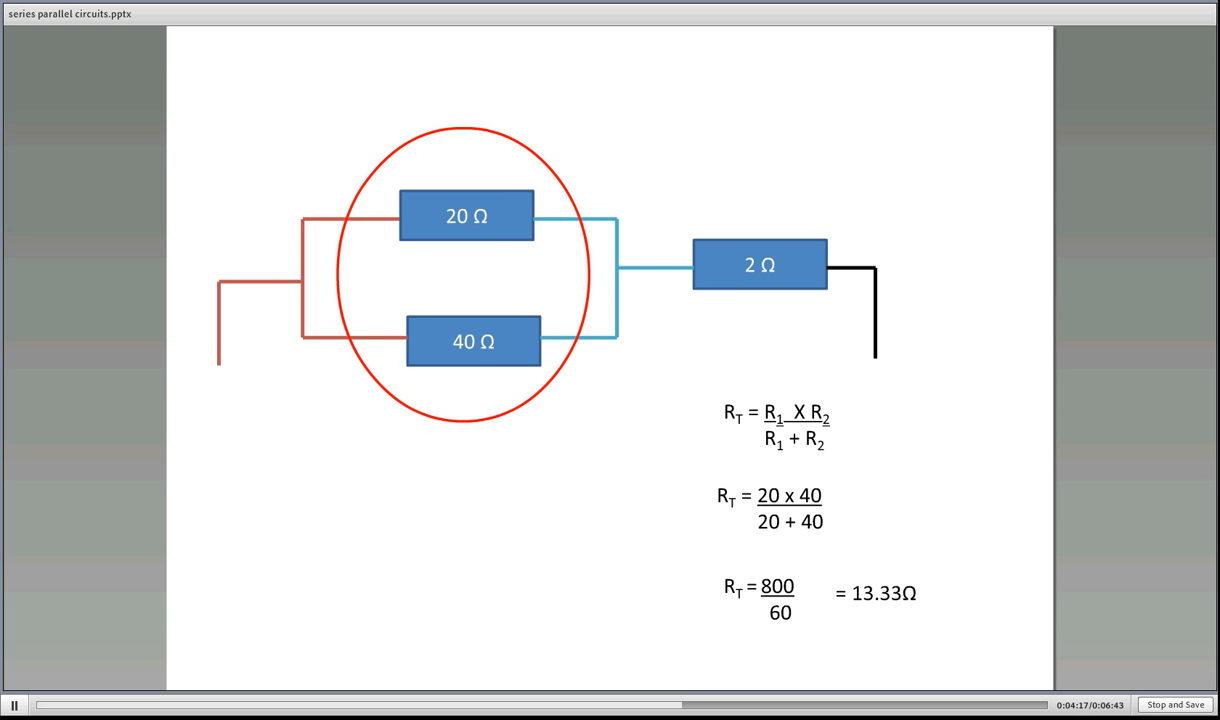 series parallel circuits.pptx
20 Ω
2 Ω
40 Ω
RT = R1 X R2
R1 + R2
RT = 20 x 40
20 + 40
RT = 800 = 13.33Ω
60
0:04:17/0:06:43 Stop and Save